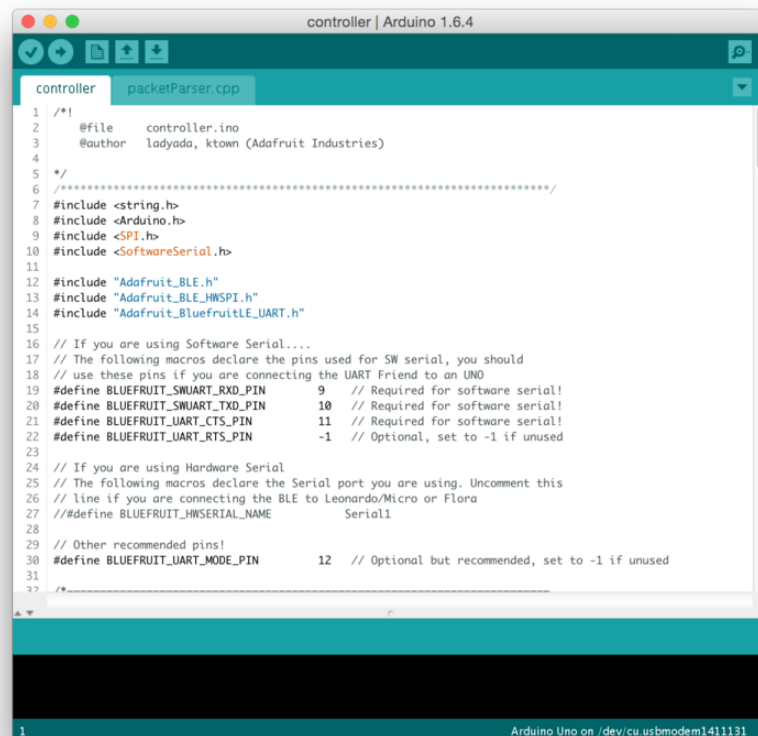 controller | Arduino 1.6.4
controller packetParser.cpp
1 /*!
2 @file controller.ino
3 @author ladyada, ktown (Adafruit Industries)
4
5 */
6 /**************************************************************************/
7 #include <string.h>
8 #include <Arduino.h>
9 #include <SPI.h>
10 #include <SoftwareSerial.h>
11
12 #include "Adafruit_BLE.h"
13 #include "Adafruit_BLE_HWSPI.h"
14 #include "Adafruit_BluefruitLE_UART.h"
15
16 // If you are using Software Serial....
17 // The following macros declare the pins used for SW serial, you should
18 // use these pins if you are connecting the UART Friend to an UNO
19 #define BLUEFRUIT_SWUART_RXD_PIN 9 // Required for software serial!
20 #define BLUEFRUIT_SWUART_TXD_PIN 10 // Required for software serial!
21 #define BLUEFRUIT_UART_CTS_PIN 11 // Required for software serial!
22 #define BLUEFRUIT_UART_RTS_PIN -1 // Optional, set to -1 if unused
23
24 // If you are using Hardware Serial
25 // The following macros declare the Serial port you are using. Uncomment this
26 // line if you are connecting the BLE to Leonardo/Micro or Flora
27 //#define BLUEFRUIT_HWSERIAL_NAME Serial1
28
29 // Other recommended pins!
30 #define BLUEFRUIT_UART_MODE_PIN 12 // Optional but recommended, set to -1 if unused
31
32 /*=========================================================================
1 Arduino Uno on /dev/cu.usbmodem1411131